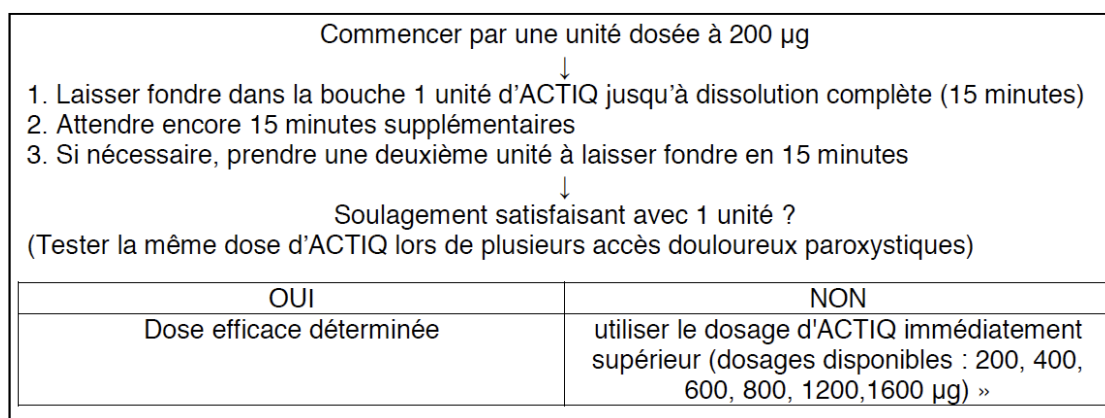 Commencer par une unité dosée à 200 µg
↓
1. Laisser fondre dans la bouche 1 unité d'ACTIQ jusqu'à dissolution complète (15 minutes)
2. Attendre encore 15 minutes supplémentaires
3. Si nécessaire, prendre une deuxième unité à laisser fondre en 15 minutes
↓
Soulagement satisfaisant avec 1 unité ?
(Tester la même dose d'ACTIQ lors de plusieurs accès douloureux paroxystiques)
OUI
NON
Dose efficace déterminée
utiliser le dosage d'ACTIQ immédiatement
supérieur (dosages disponibles : 200, 400,
600, 800, 1200,1600 µg) »